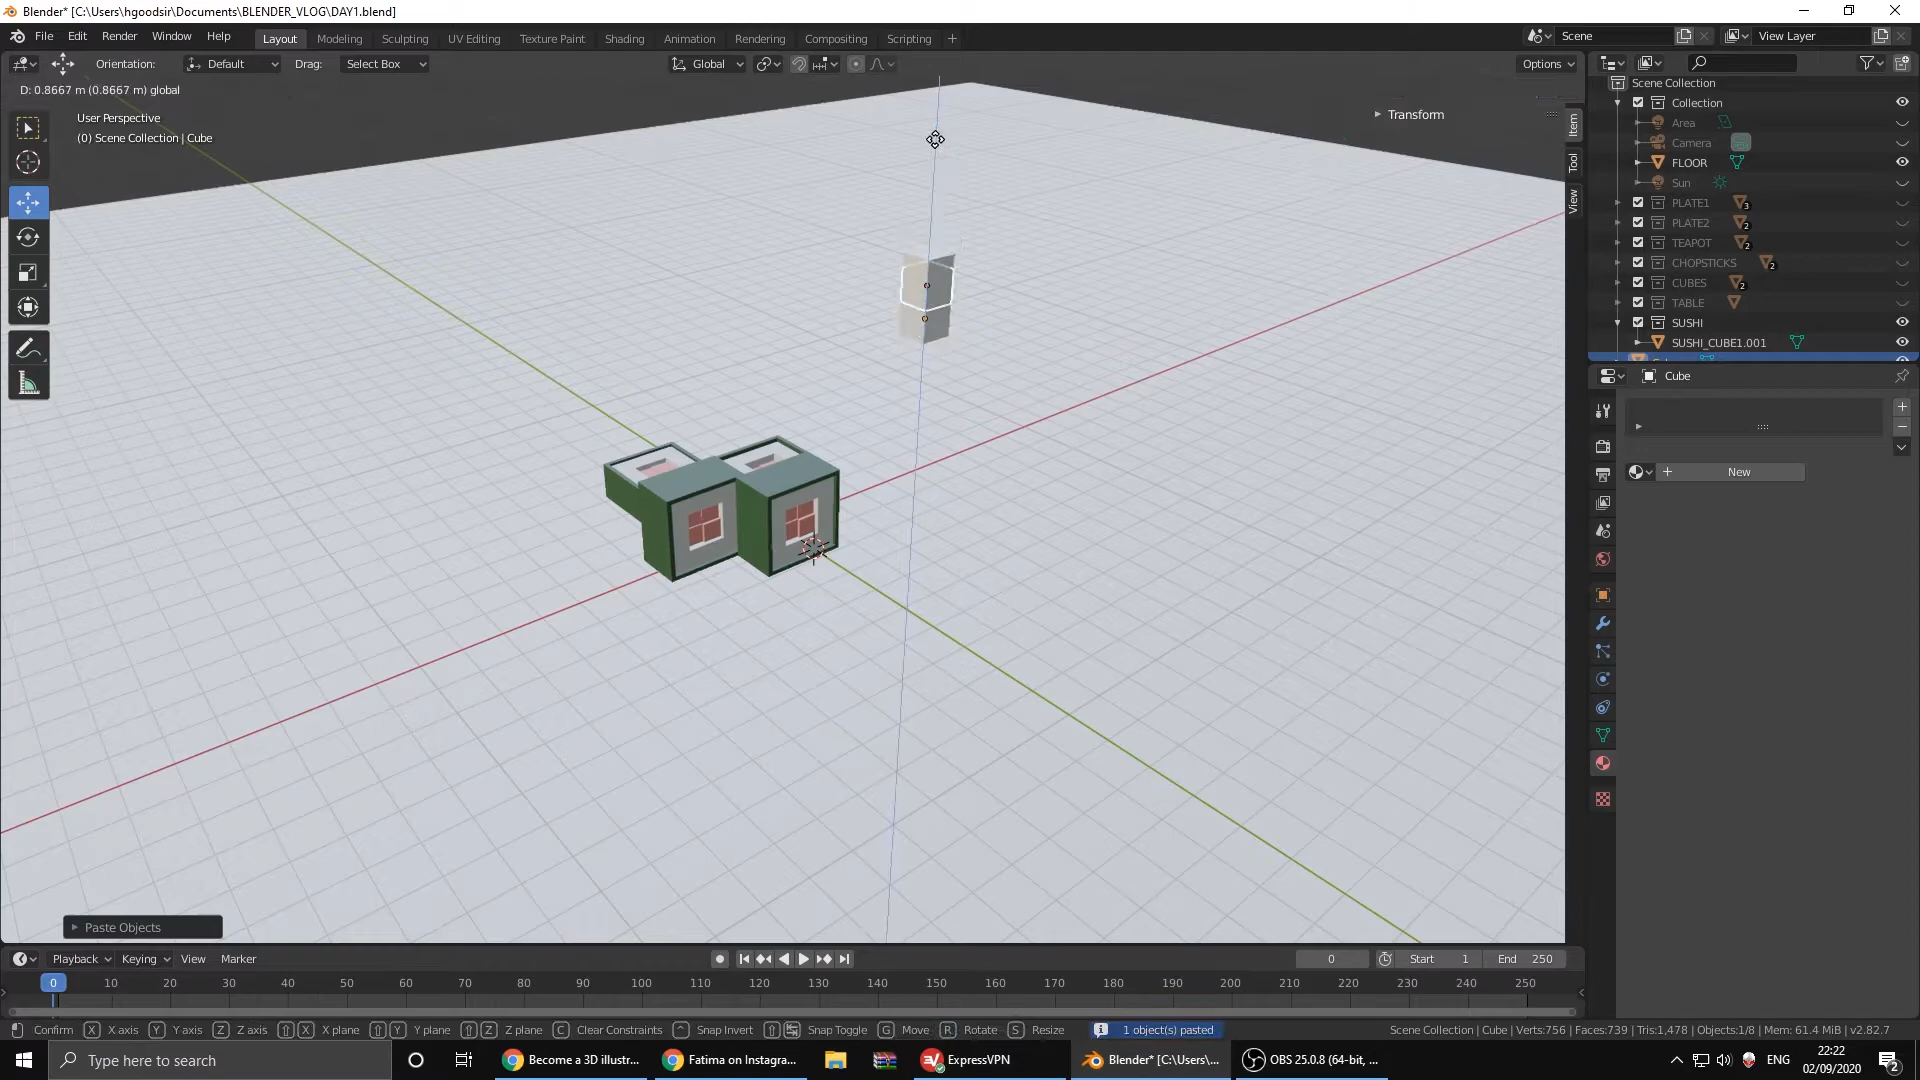 Blender* [C:\Users\hgoodsir\Documents\BLENDER_VLOG\DAY1.blend]
File Edit Render Window Help Layout Modeling Sculpting UV Editing Texture Paint Shading Animation Rendering Compositing Scripting + Scene View Layer
Orientation: Default Drag: Select Box Global Options
D: 0.8667 m (0.8667 m) global
User Perspective
(0) Scene Collection | Cube
Transform
Item
Tool
View
Scene Collection
Collection
Area
Camera
FLOOR
Sun
PLATE1 3
PLATE2 2
TEAPOT 2
CHOPSTICKS 2
CUBES 2
TABLE
SUSHI
SUSHI_CUBE1.001
Cube
+
−
+ New
Paste Objects
Playback Keying View Marker 0 Start 1 End 250
0 10 20 30 40 50 60 70 80 90 100 110 120 130 140 150 160 170 180 190 200 210 220 230 240 250
Confirm X X axis Y Y axis Z Z axis X X plane Y Y plane Z Z plane C Clear Constraints ^ Snap Invert Snap Toggle G Move R Rotate S Resize 1 object(s) pasted Scene Collection | Cube | Verts:756 | Faces:739 | Tris:1,478 | Objects:1/8 | Mem: 61.4 MiB | v2.82.7
Type here to search Become a 3D illustr... Fatima on Instagra... ExpressVPN Blender* [C:\Users\... OBS 25.0.8 (64-bit, ... ENG 22:22
02/09/2020 2